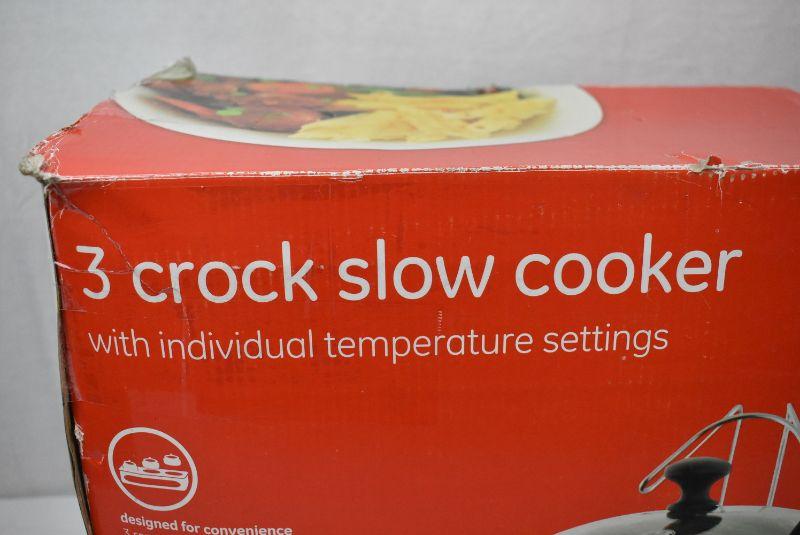 3 crock slow cooker
with individual temperature settings
designed for convenience